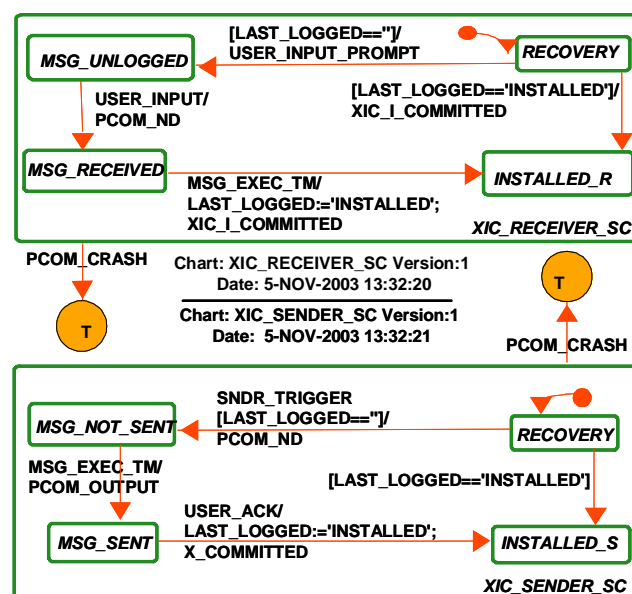 [LAST_LOGGED=='']/
USER_INPUT_PROMPT
MSG_UNLOGGED
RECOVERY
[LAST_LOGGED=='INSTALLED']/
XIC_I_COMMITTED
USER_INPUT/
PCOM_ND
MSG_RECEIVED
MSG_EXEC_TM/
LAST_LOGGED:='INSTALLED';
XIC_I_COMMITTED
INSTALLED_R
XIC_RECEIVER_SC
PCOM_CRASH
Chart: XIC_RECEIVER_SC Version:1
Date: 5-NOV-2003 13:32:20
T
T
Chart: XIC_SENDER_SC Version:1
Date: 5-NOV-2003 13:32:21
PCOM_CRASH
SNDR_TRIGGER
[LAST_LOGGED=='']/
PCOM_ND
MSG_NOT_SENT
RECOVERY
MSG_EXEC_TM/
PCOM_OUTPUT
[LAST_LOGGED=='INSTALLED']
USER_ACK/
LAST_LOGGED:='INSTALLED';
X_COMMITTED
MSG_SENT
INSTALLED_S
XIC_SENDER_SC